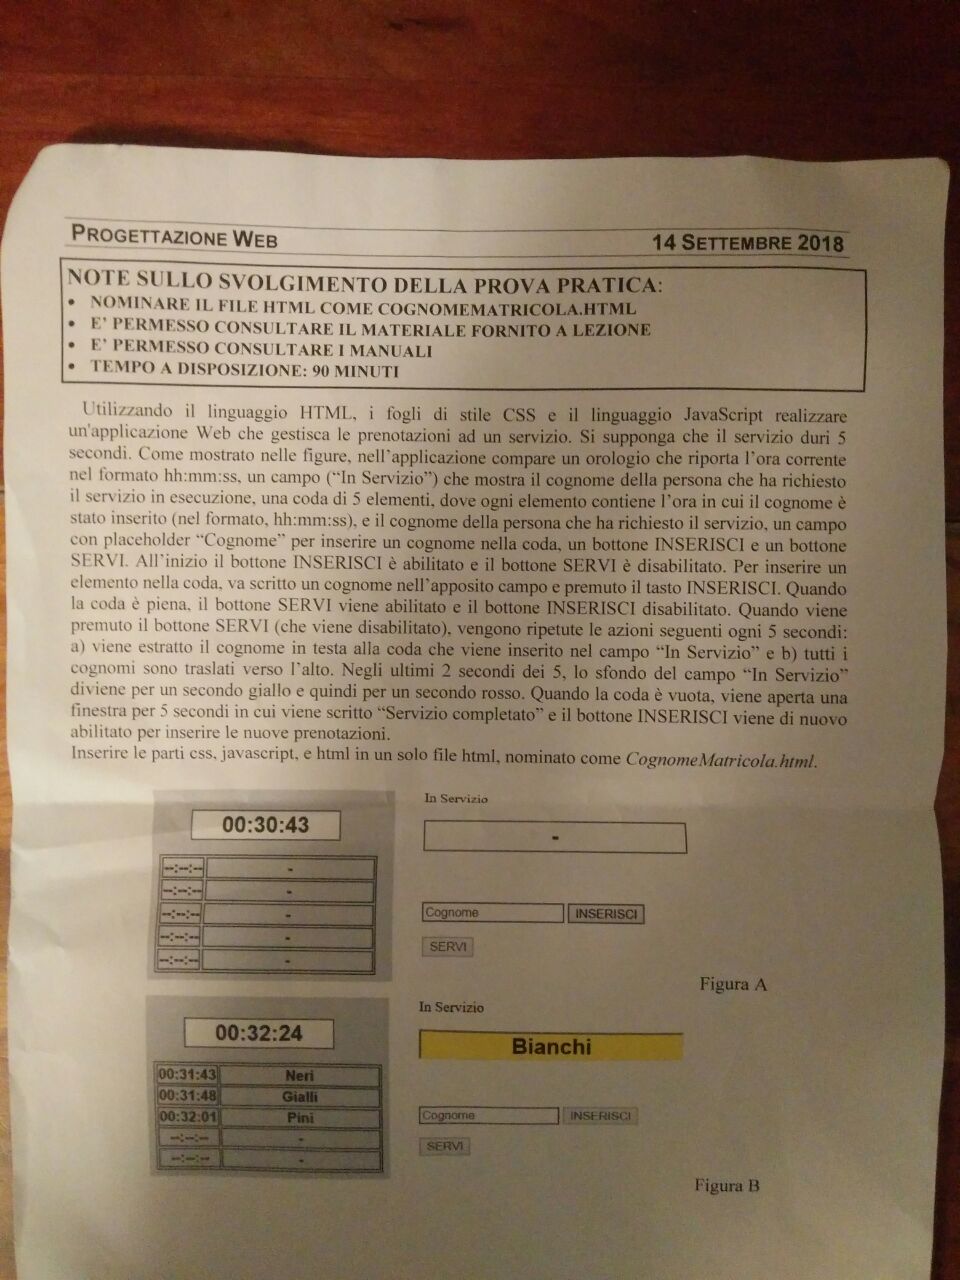 PROGETTAZIONE WEB
14 SETTEMBRE 2018
NOTE SULLO SVOLGIMENTO DELLA PROVA PRATICA:
• NOMINARE IL FILE HTML COME COGNOMEMATRICOLA.HTML
• E' PERMESSO CONSULTARE IL MATERIALE FORNITO A LEZIONE
• E' PERMESSO CONSULTARE I MANUALI
• TEMPO A DISPOSIZIONE: 90 MINUTI
Utilizzando il linguaggio HTML, i fogli di stile CSS e il linguaggio JavaScript realizzare
un'applicazione Web che gestisca le prenotazioni ad un servizio. Si supponga che il servizio duri 5
secondi. Come mostrato nelle figure, nell'applicazione compare un orologio che riporta l'ora corrente
nel formato hh:mm:ss, un campo ("In Servizio") che mostra il cognome della persona che ha richiesto
il servizio in esecuzione, una coda di 5 elementi, dove ogni elemento contiene l'ora in cui il cognome è
stato inserito (nel formato, hh:mm:ss), e il cognome della persona che ha richiesto il servizio, un campo
con placeholder "Cognome" per inserire un cognome nella coda, un bottone INSERISCI e un bottone
SERVI. All'inizio il bottone INSERISCI è abilitato e il bottone SERVI è disabilitato. Per inserire un
elemento nella coda, va scritto un cognome nell'apposito campo e premuto il tasto INSERISCI. Quando
la coda è piena, il bottone SERVI viene abilitato e il bottone INSERISCI disabilitato. Quando viene
premuto il bottone SERVI (che viene disabilitato), vengono ripetute le azioni seguenti ogni 5 secondi:
a) viene estratto il cognome in testa alla coda che viene inserito nel campo "In Servizio" e b) tutti i
cognomi sono traslati verso l'alto. Negli ultimi 2 secondi dei 5, lo sfondo del campo "In Servizio"
diviene per un secondo giallo e quindi per un secondo rosso. Quando la coda è vuota, viene aperta una
finestra per 5 secondi in cui viene scritto "Servizio completato" e il bottone INSERISCI viene di nuovo
abilitato per inserire le nuove prenotazioni.
Inserire le parti css, javascript, e html in un solo file html, nominato come CognomeMatricola.html.
00:30:43
--:--:-- -
--:--:-- -
--:--:-- -
--:--:-- -
--:--:-- -
In Servizio
-
Cognome INSERISCI
SERVI
Figura A
00:32:24
00:31:43 Neri
00:31:48 Gialli
00:32:01 Pini
--:--:-- -
--:--:-- -
In Servizio
Bianchi
Cognome INSERISCI
SERVI
Figura B